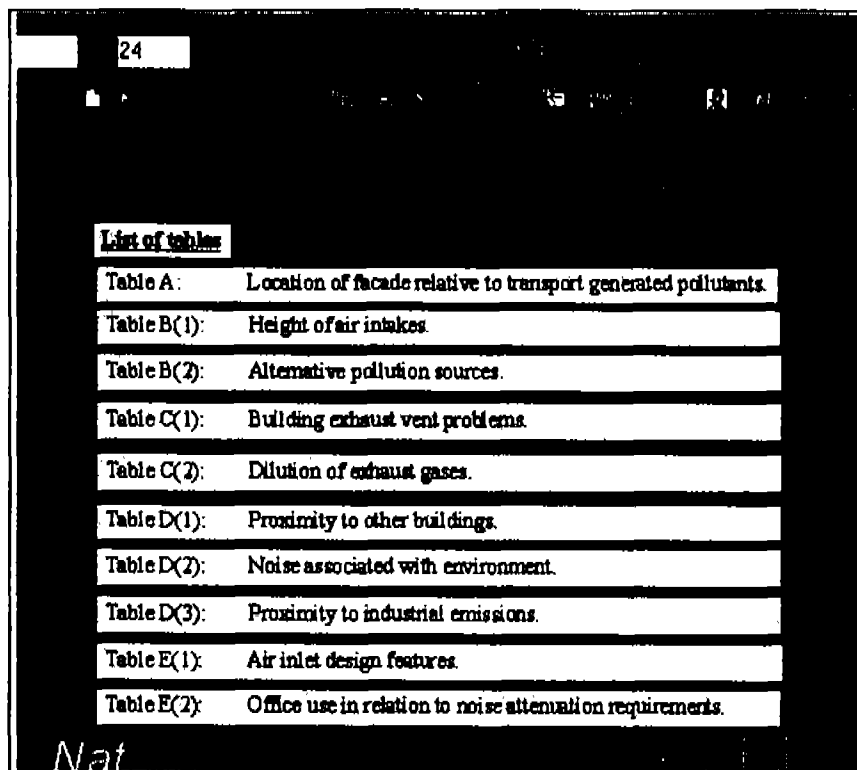 24
List of tables
Table A: Location of facade relative to transport generated pollutants.
Table B(1): Height of air intakes.
Table B(2): Alternative pollution sources.
Table C(1): Building exhaust vent problems.
Table C(2): Dilution of exhaust gases.
Table D(1): Proximity to other buildings.
Table D(2): Noise associated with environment.
Table D(3): Proximity to industrial emissions.
Table E(1): Air inlet design features.
Table E(2): Office use in relation to noise attenuation requirements.
Nat